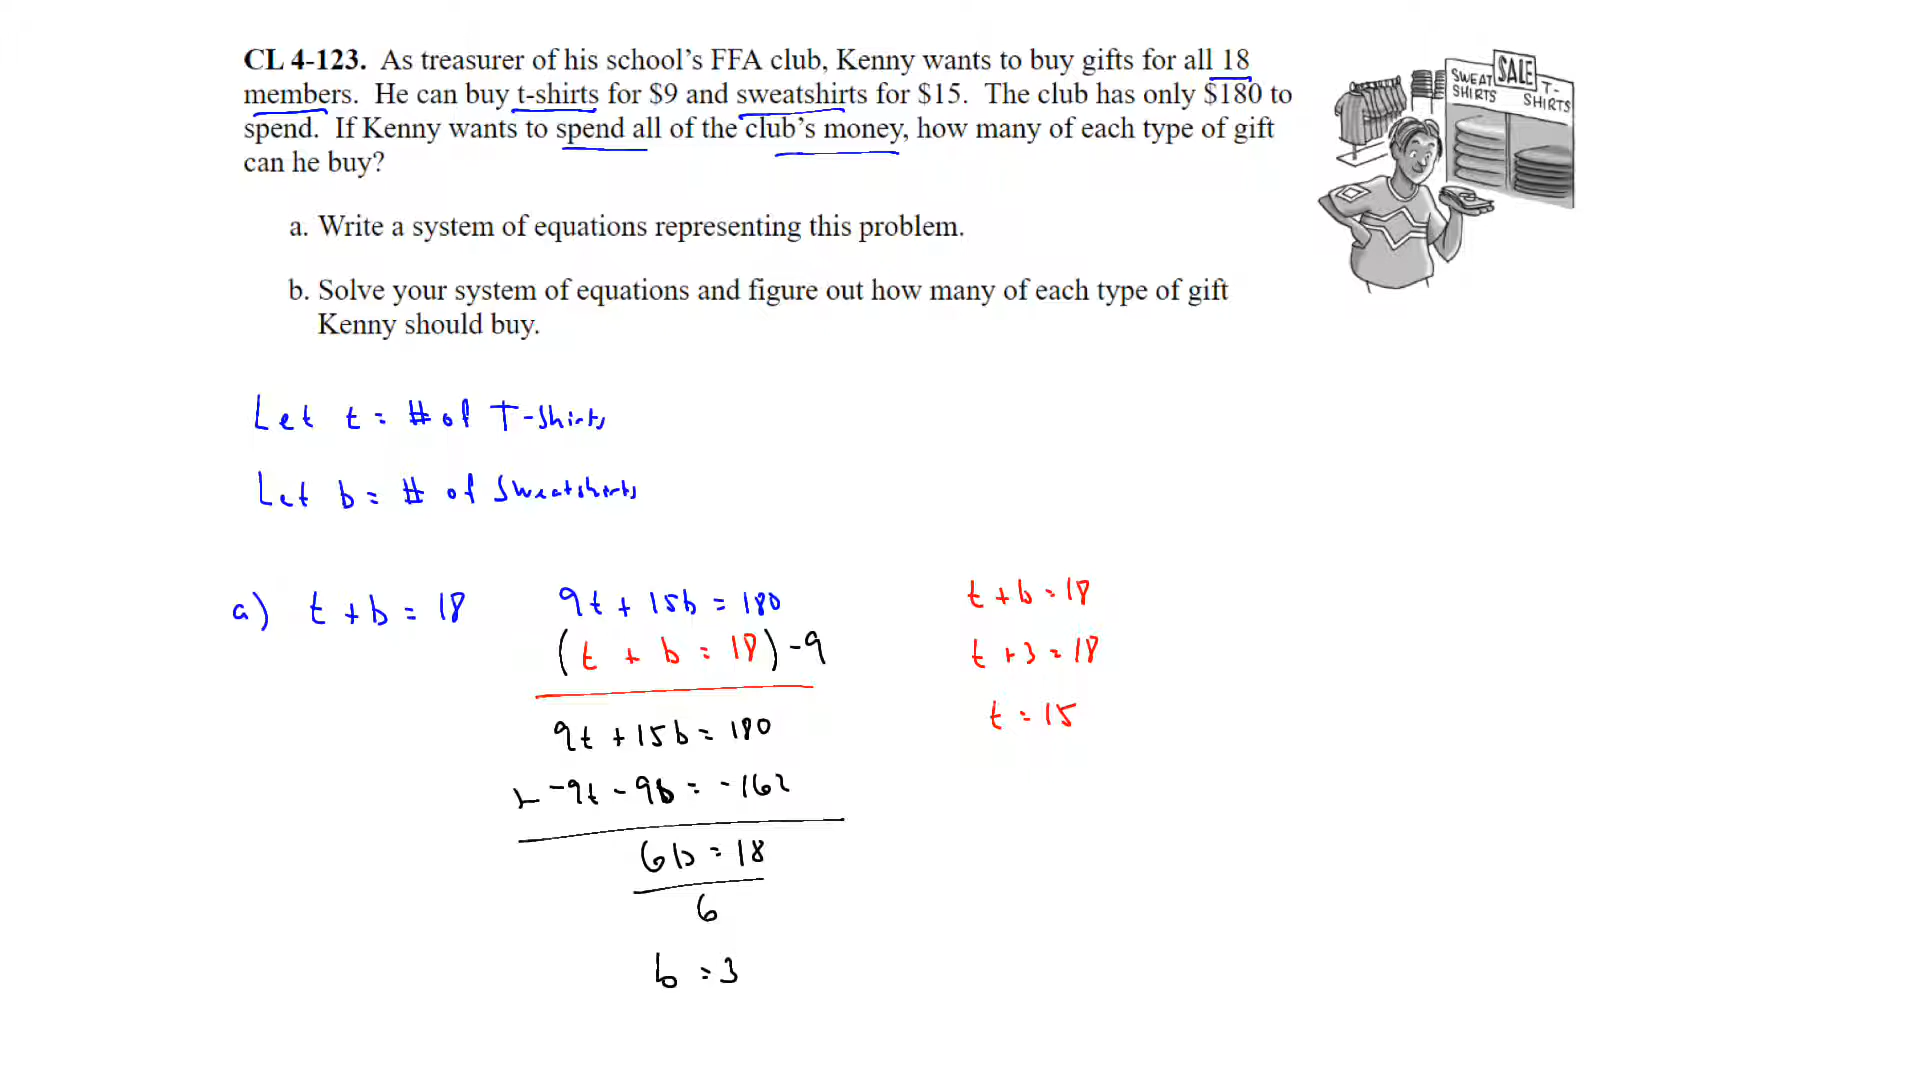 CL 4-123. As treasurer of his school’s FFA club, Kenny wants to buy gifts for all 18
members. He can buy t-shirts for $9 and sweatshirts for $15. The club has only $180 to
spend. If Kenny wants to spend all of the club’s money, how many of each type of gift
can he buy?
SALE
SWEAT SHIRTS
T-SHIRTS
a. Write a system of equations representing this problem.
b. Solve your system of equations and figure out how many of each type of gift
Kenny should buy.
Let t = # of T-Shirts
Let b = # of Sweatshirts
a) t + b = 18
9t + 15b = 180
(t + b = 18) -9
9t + 15b = 180
+ -9t - 9b = -162
6b = 18
6
b = 3
t + b = 18
t + 3 = 18
t = 15